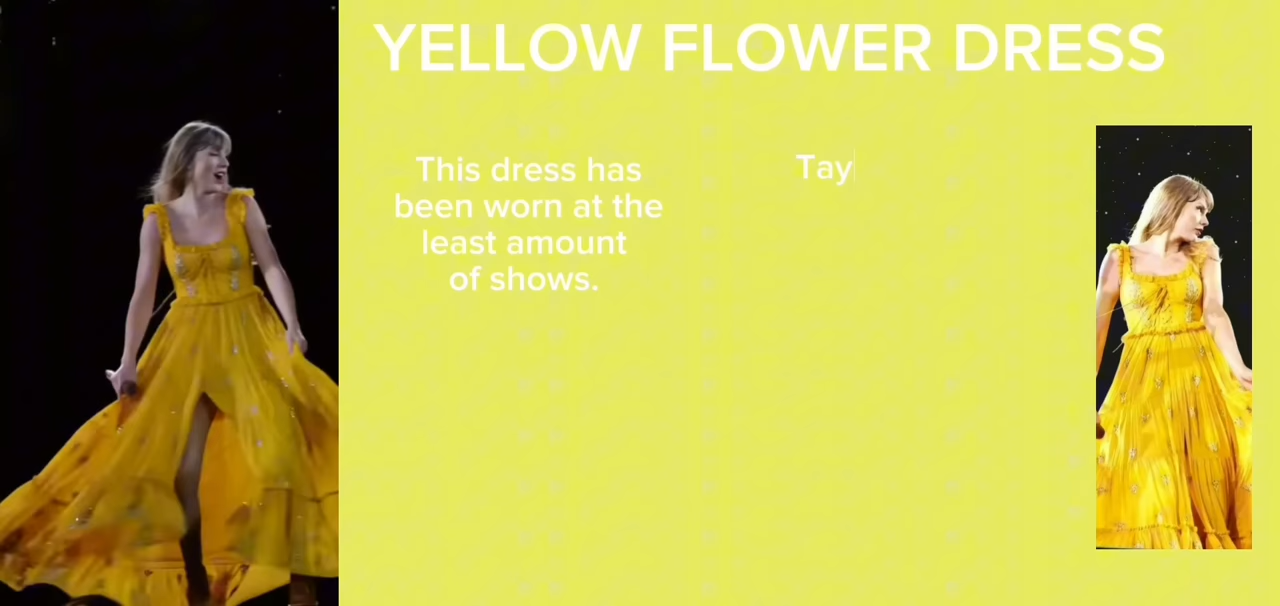 YELLOW FLOWER DRESS
This dress has
been worn at the
least amount
of shows.
Tay